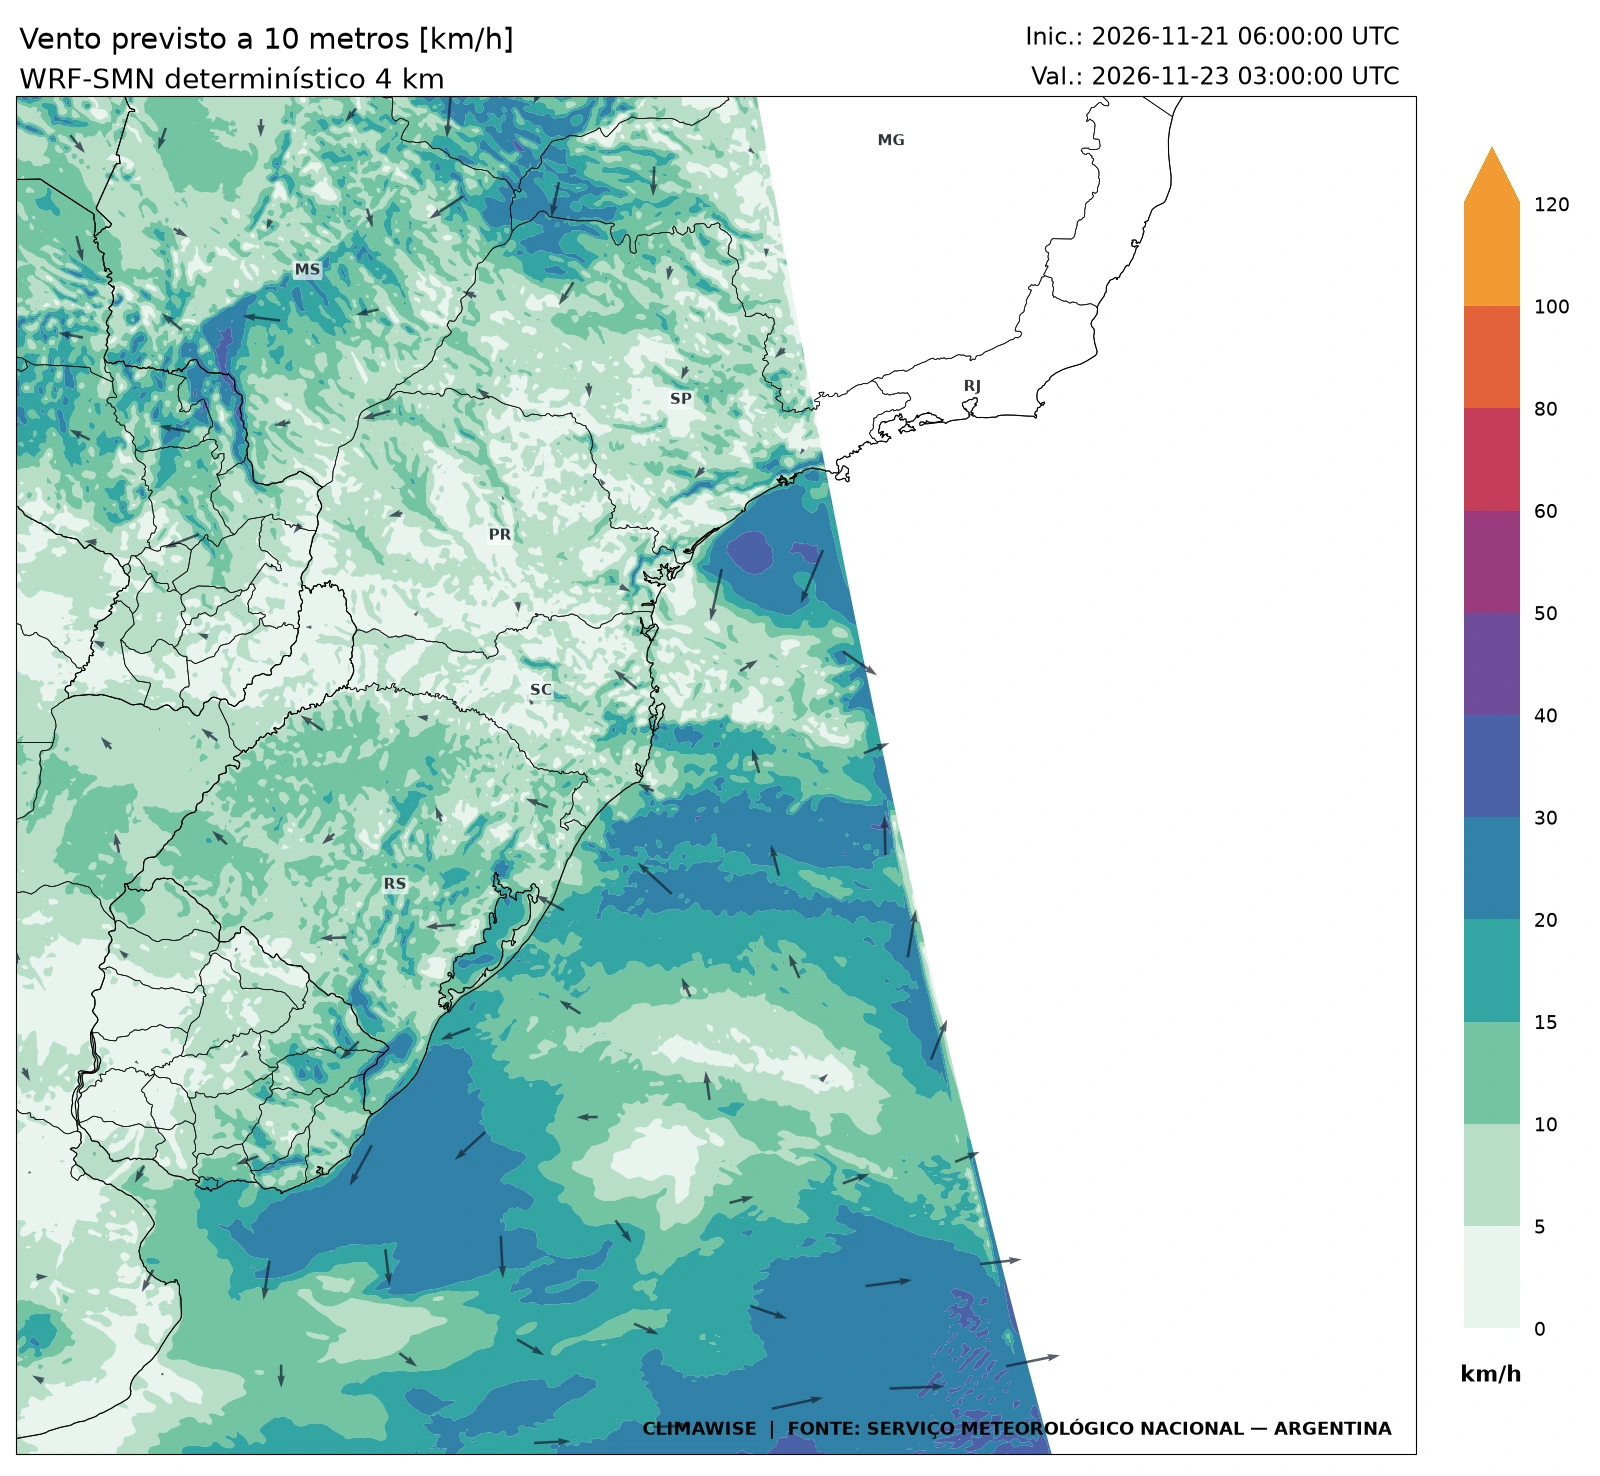 Vento previsto a 10 metros [km/h]
WRF-SMN determinístico 4 km
Inic.: 2026-11-21 06:00:00 UTC
Val.: 2026-11-23 03:00:00 UTC
MG
MS
RJ
SP
PR
SC
RS
120
100
80
60
50
40
30
20
15
10
5
0
km/h
CLIMAWISE | FONTE: SERVIÇO METEOROLÓGICO NACIONAL — ARGENTINA